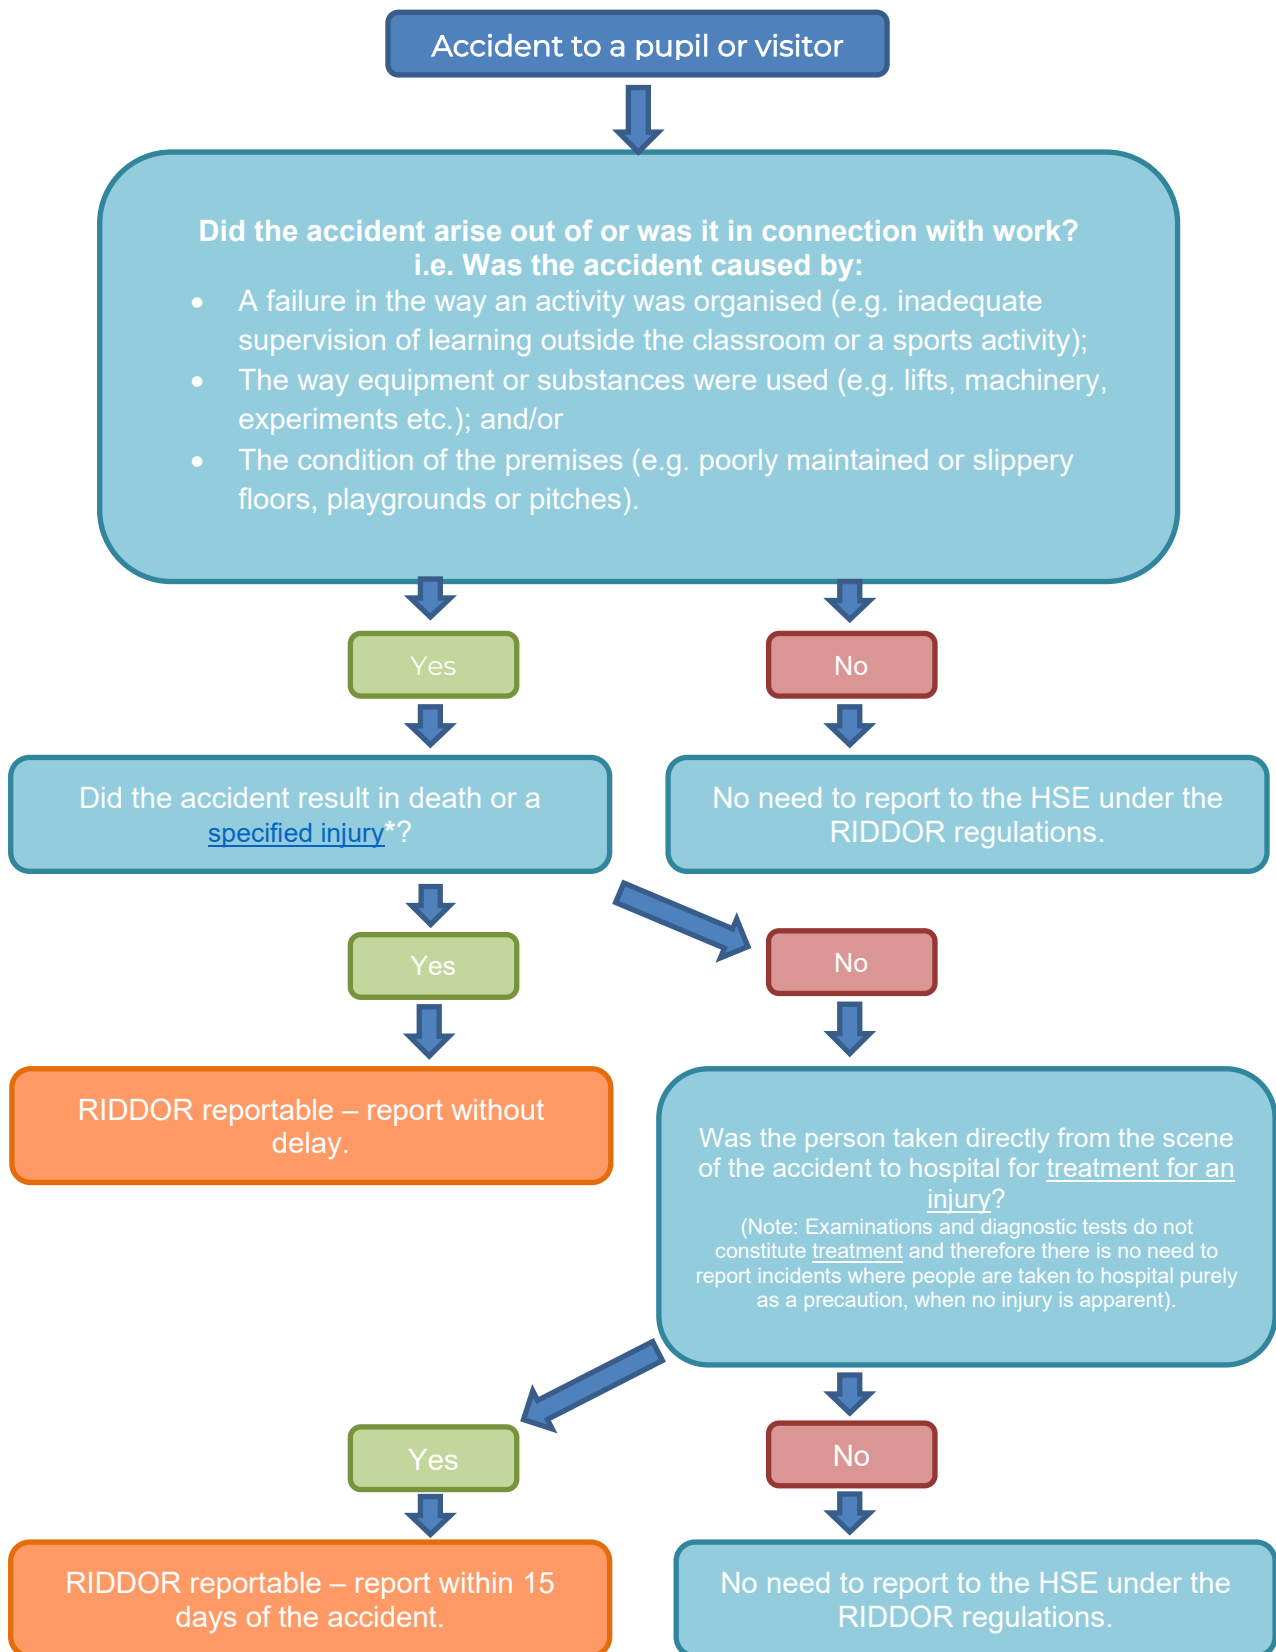 Accident to a pupil or visitor
Did the accident arise out of or was it in connection with work?
i.e. Was the accident caused by:
• A failure in the way an activity was organised (e.g. inadequate
supervision of learning outside the classroom or a sports activity);
• The way equipment or substances were used (e.g. lifts, machinery,
experiments etc.); and/or
• The condition of the premises (e.g. poorly maintained or slippery
floors, playgrounds or pitches).
Yes
No
Did the accident result in death or a
specified injury*?
No need to report to the HSE under the
RIDDOR regulations.
Yes
No
RIDDOR reportable – report without
delay.
Was the person taken directly from the scene
of the accident to hospital for treatment for an
injury?
(Note: Examinations and diagnostic tests do not
constitute treatment and therefore there is no need to
report incidents where people are taken to hospital purely
as a precaution, when no injury is apparent).
Yes
No
RIDDOR reportable – report within 15
days of the accident.
No need to report to the HSE under the
RIDDOR regulations.